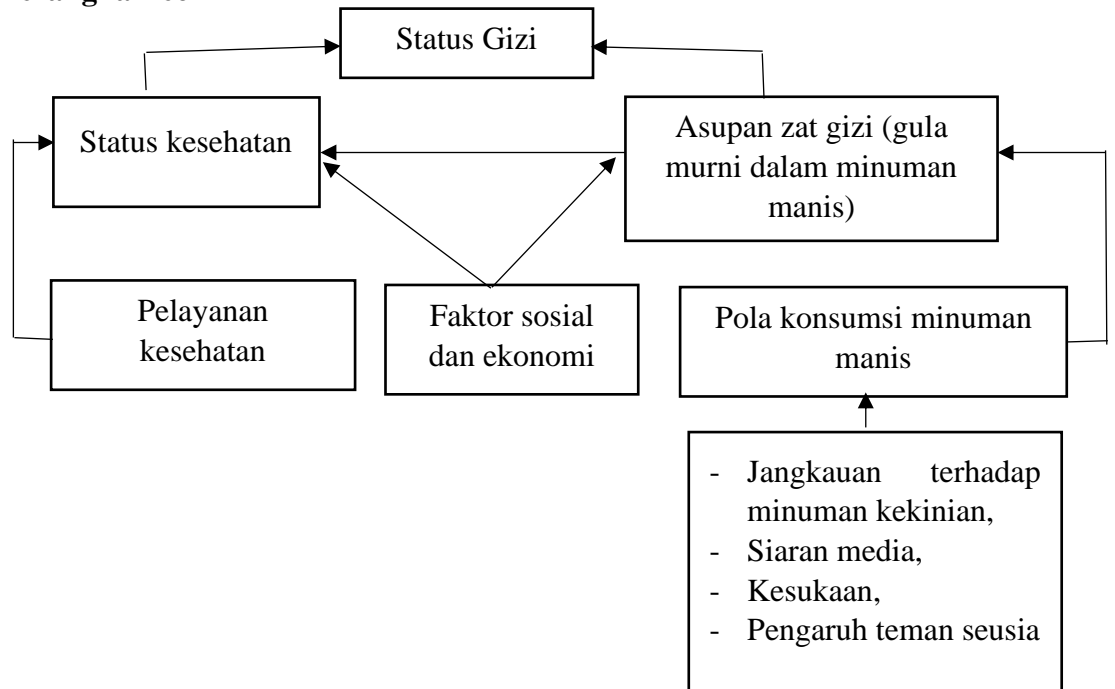 Status Gizi
Status kesehatan
Asupan zat gizi (gula
murni dalam minuman
manis)
Pelayanan
kesehatan
Faktor sosial
dan ekonomi
Pola konsumsi minuman
manis
- Jangkauan terhadap
minuman kekinian,
- Siaran media,
- Kesukaan,
- Pengaruh teman seusia